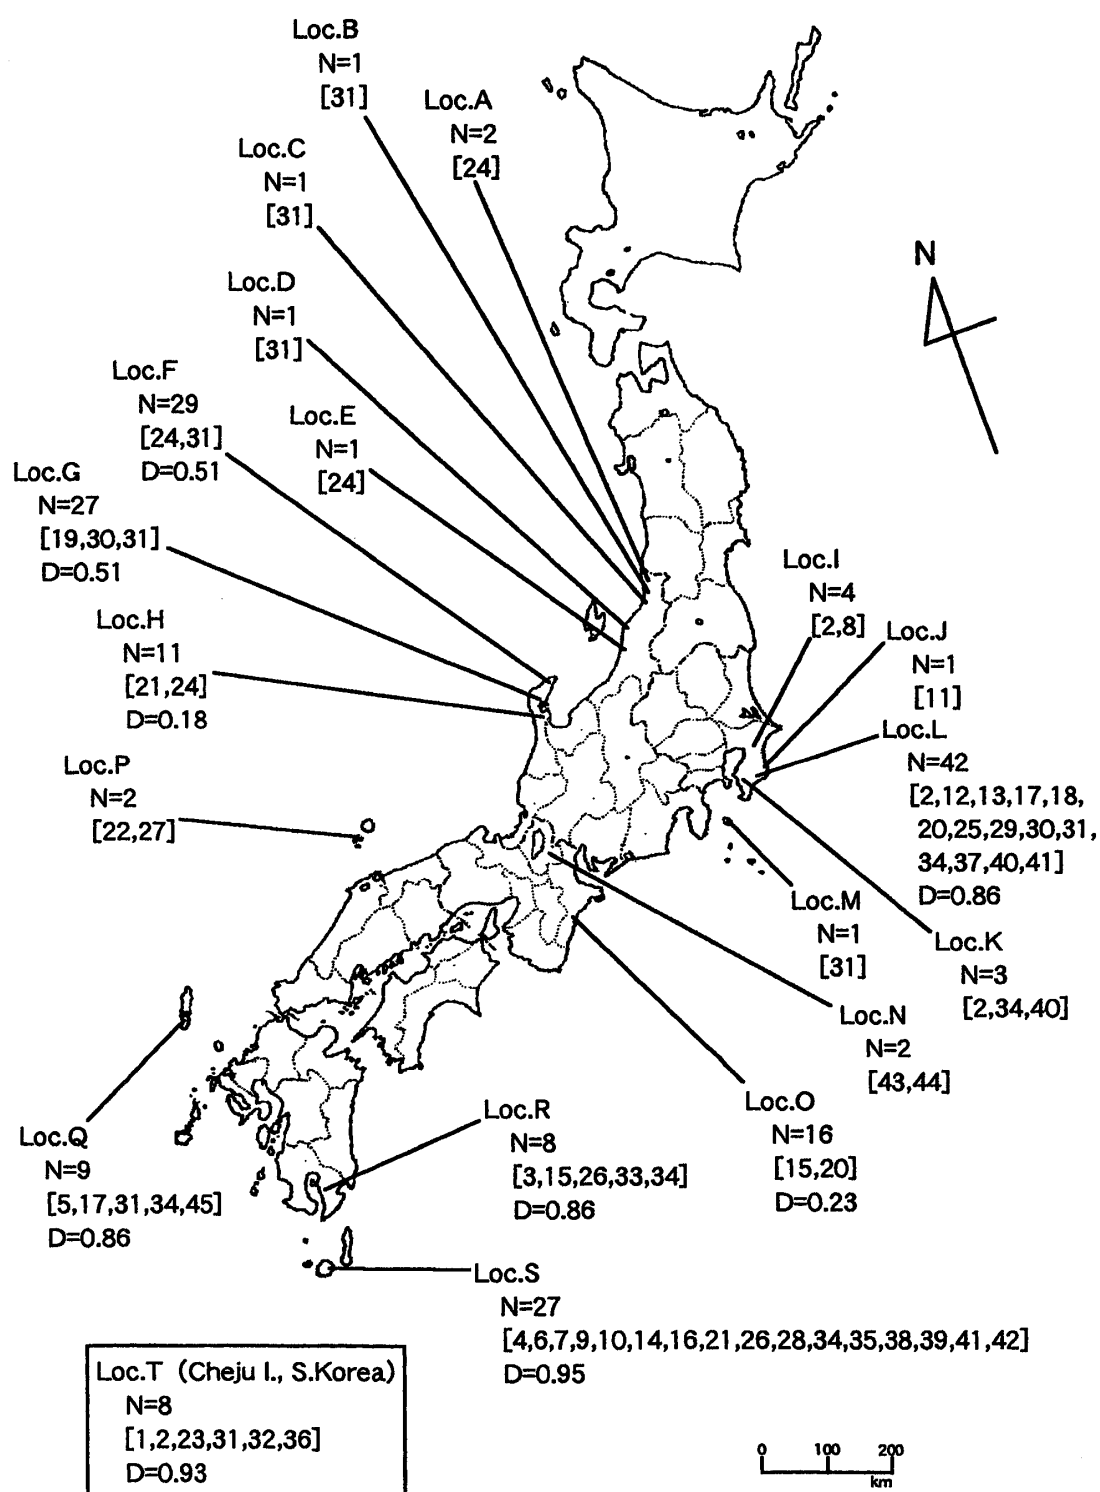 Loc.B
N=1
[31]
Loc.A
N=2
[24]
Loc.C
N=1
[31]
Loc.D
N=1
[31]
Loc.F
N=29
[24,31]
D=0.51
Loc.E
N=1
[24]
Loc.G
N=27
[19,30,31]
D=0.51
Loc.H
N=11
[21,24]
D=0.18
Loc.P
N=2
[22,27]
N
Loc.I
N=4
[2,8]
Loc.J
N=1
[11]
Loc.L
N=42
[2,12,13,17,18,
20,25,29,30,31,
34,37,40,41]
D=0.86
Loc.M
N=1
[31]
Loc.K
N=3
[2,34,40]
Loc.N
N=2
[43,44]
Loc.O
N=16
[15,20]
D=0.23
Loc.Q
N=9
[5,17,31,34,45]
D=0.86
Loc.R
N=8
[3,15,26,33,34]
D=0.86
Loc.S
N=27
[4,6,7,9,10,14,16,21,26,28,34,35,38,39,41,42]
D=0.95
Loc.T (Cheju I., S.Korea)
N=8
[1,2,23,31,32,36]
D=0.93
0 100 200
km